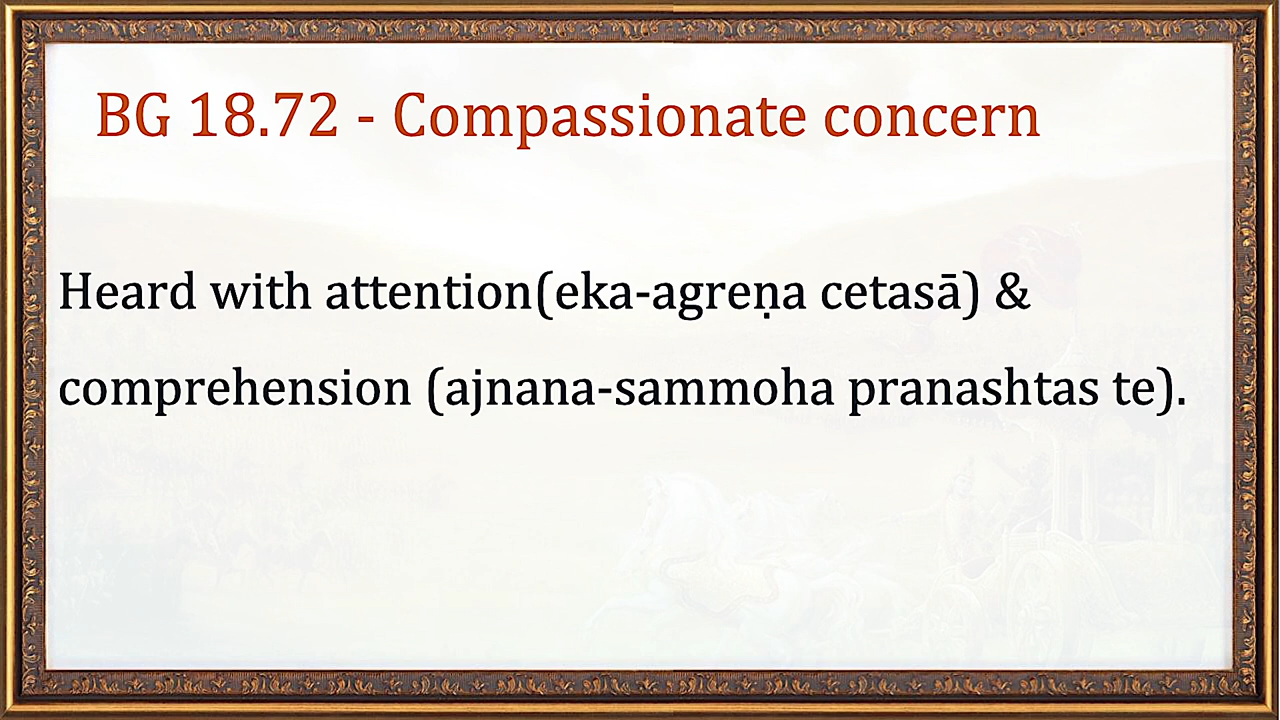 BG 18.72 - Compassionate concern
Heard with attention(eka-agreṇa cetasā) &
comprehension (ajnana-sammoha pranashtas te).